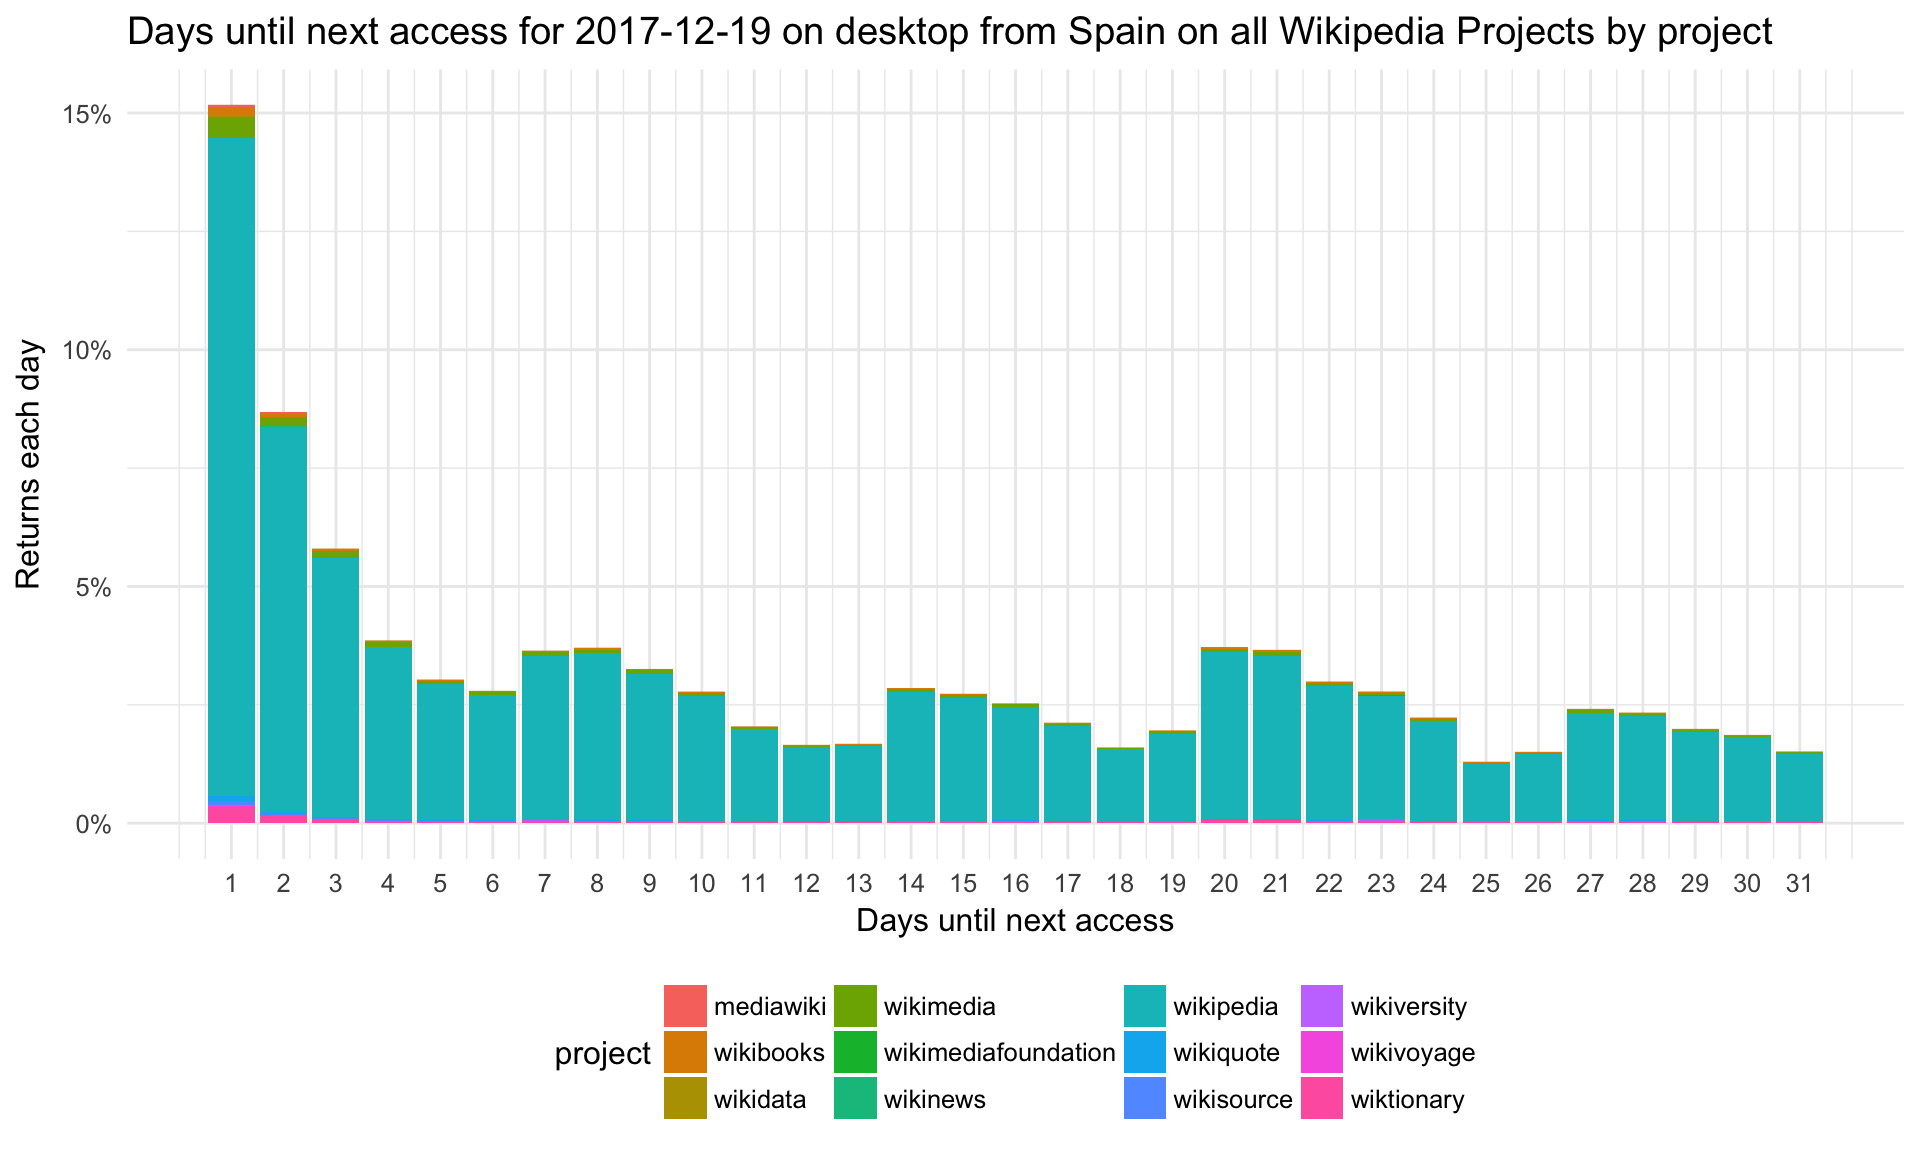 Days until next access for 2017-12-19 on desktop from Spain on all Wikipedia Projects by project
15%
10%
5%
0%
Returns each day
1 2 3 4 5 6 7 8 9 10 11 12 13 14 15 16 17 18 19 20 21 22 23 24 25 26 27 28 29 30 31
Days until next access
project
mediawiki wikimedia wikipedia wikiversity
wikibooks wikimediafoundation wikiquote wikivoyage
wikidata wikinews wikisource wiktionary